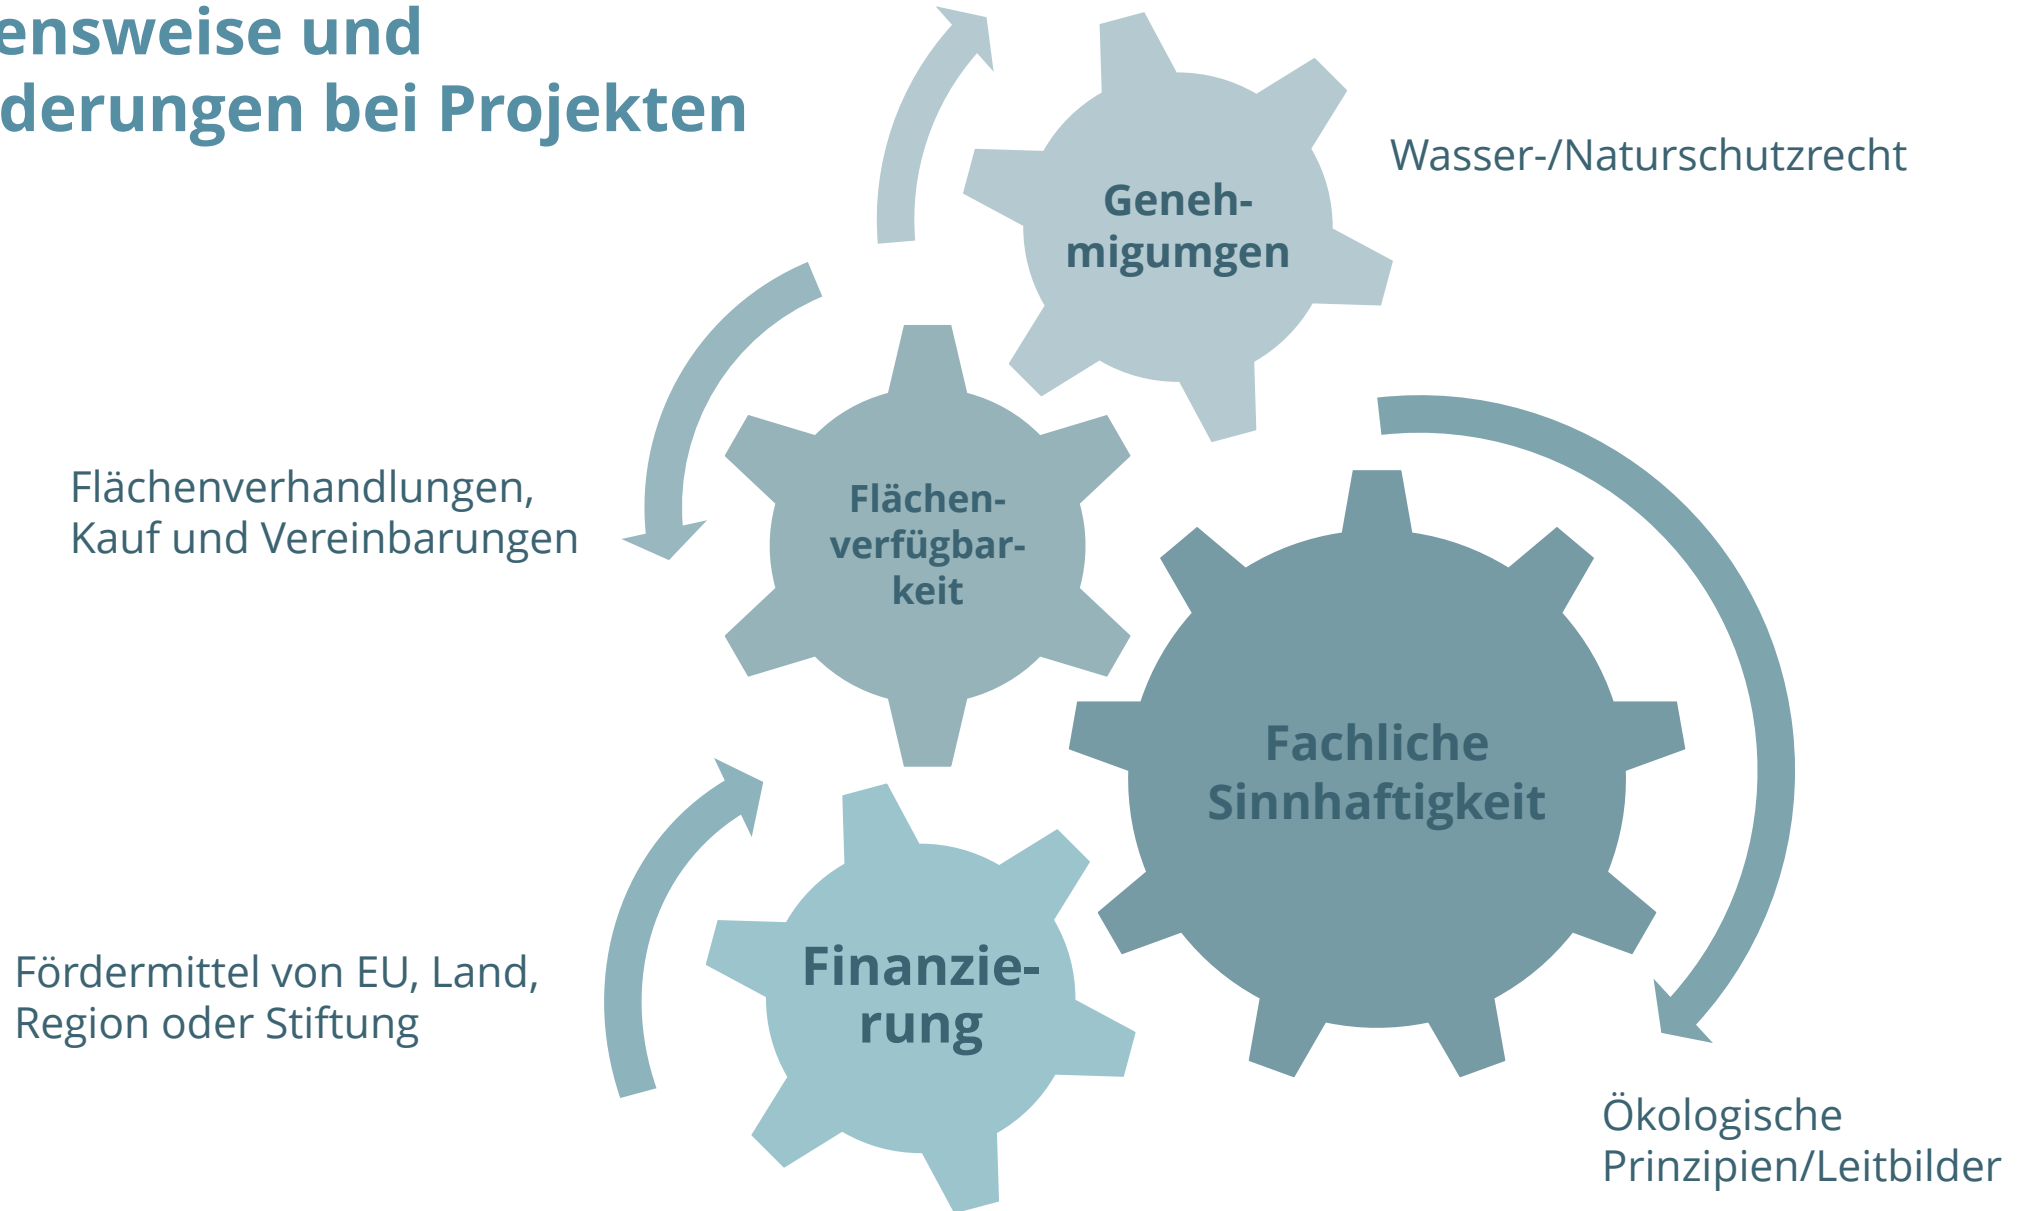 ensweise und
derungen bei Projekten
Wasser-/Naturschutzrecht
Geneh-
migumgen
Flächenverhandlungen,
Kauf und Vereinbarungen
Flächen-
verfügbar-
keit
Fachliche
Sinnhaftigkeit
Finanzie-
rung
Fördermittel von EU, Land,
Region oder Stiftung
Ökologische
Prinzipien/Leitbilder